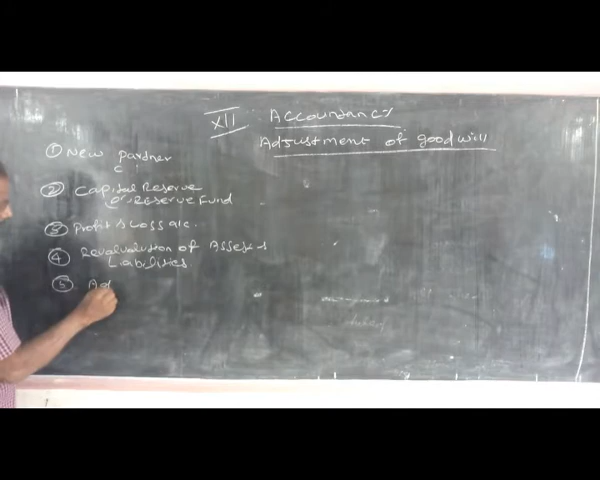 XII Accountancy
Adjustment of goodwill
① New partner
C
② Capital Reserve
or Reserve Fund
③ Profit & Loss a/c.
④ Revalvation of Assets &
Liabilities.
⑤ Ad